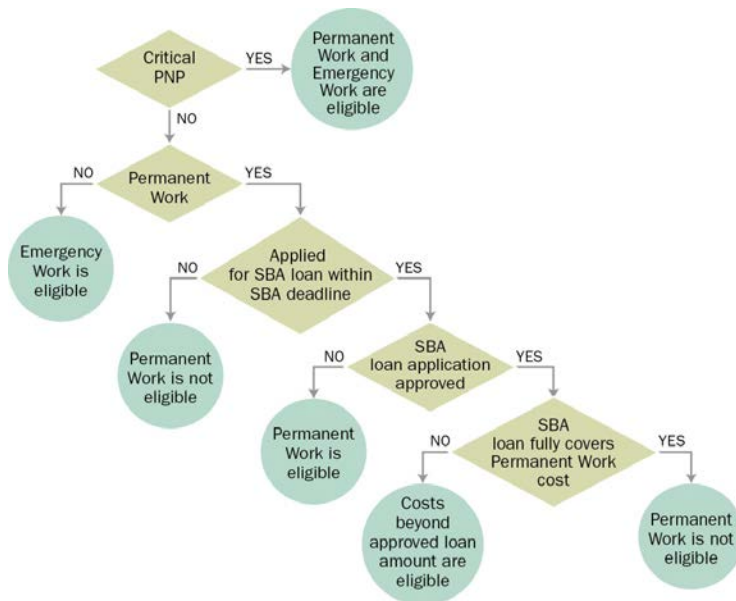 Critical
PNP
YES
Permanent
Work and
Emergency
Work are
eligible
NO
NO
Permanent
Work
YES
Emergency
Work is
eligible
NO
Applied
for SBA loan within
SBA deadline
YES
Permanent
Work is not
eligible
NO
SBA
loan application
approved
YES
Permanent
Work is
eligible
NO
SBA
loan fully covers
Permanent Work
cost
YES
Costs
beyond
approved loan
amount are
eligible
Permanent
Work is not
eligible